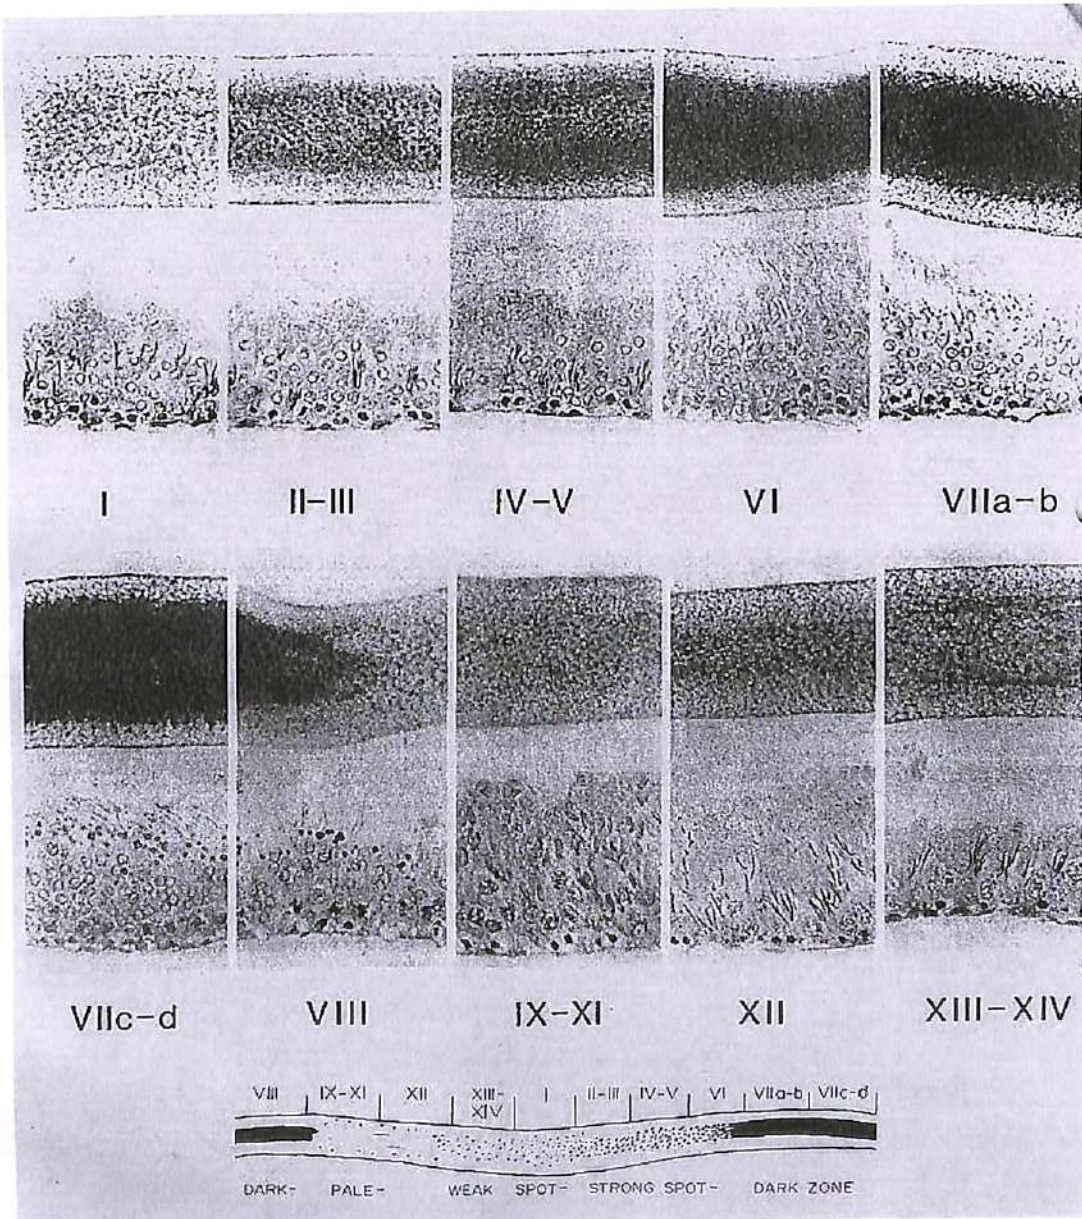 I II-III IV-V VI VIIa-b
VIIc-d VIII IX-XI XII XIII-XIV
VIII IX-XI XII XIII- I II-III IV-V VI VIIa-b VIIc-d
XIV
DARK- PALE- WEAK SPOT- STRONG SPOT- DARK ZONE